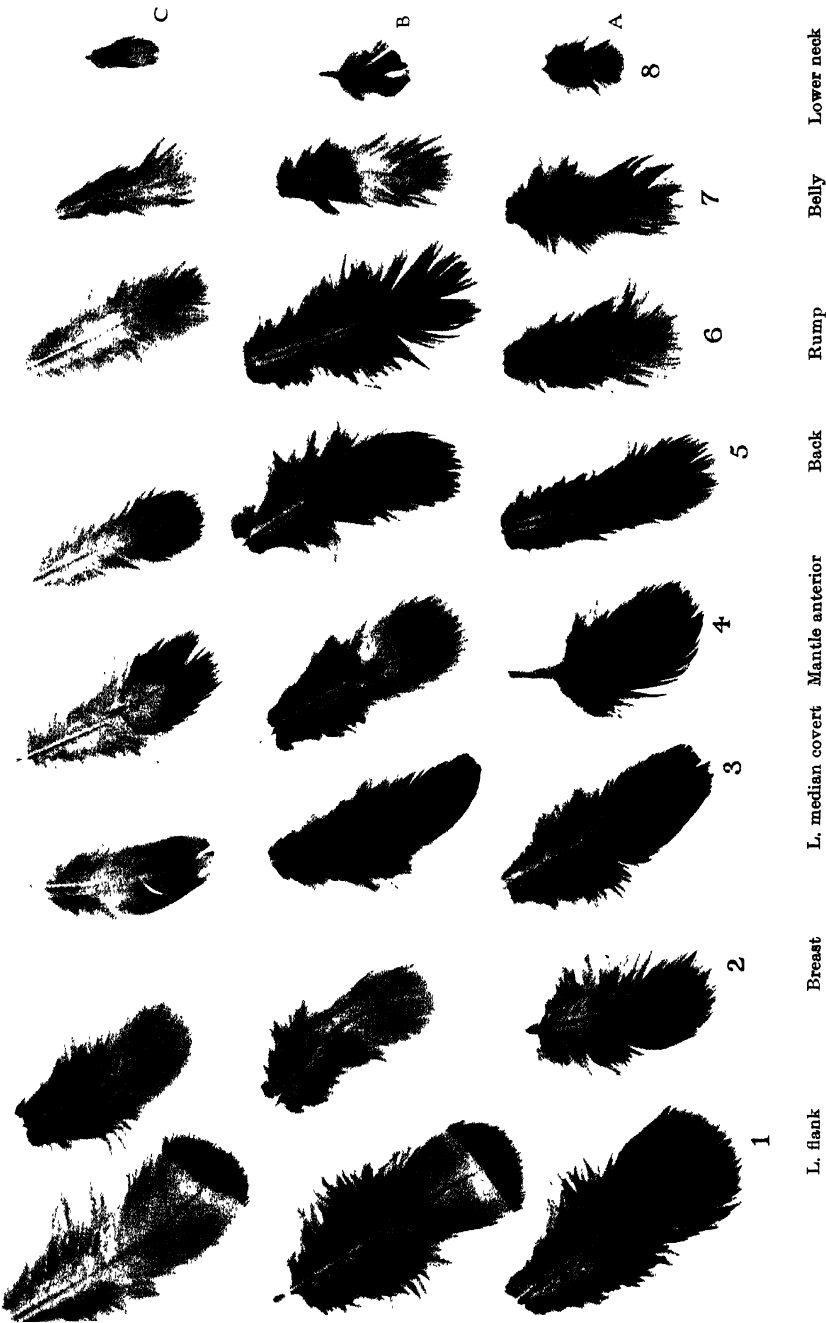 A
B
C
1
2
3
4
5
6
7
8
L. flank
Breast
L. median covert
Mantle anterior
Back
Rump
Belly
Lower neck